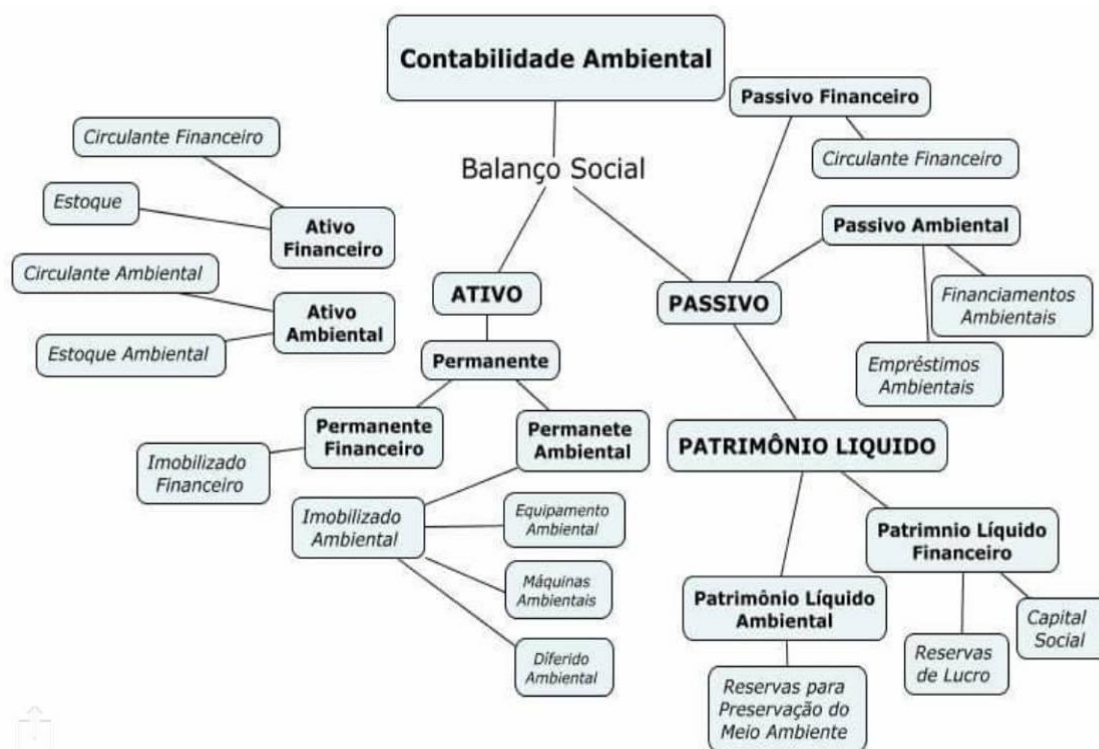 Contabilidade Ambiental
Balanço Social
Circulante Financeiro
Estoque
Ativo
Financeiro
Circulante Ambiental
Ativo
Ambiental
Estoque Ambiental
ATIVO
Permanente
Permanente
Financeiro
Imobilizado
Financeiro
Permanete
Ambiental
Imobilizado
Ambiental
Equipamento
Ambiental
Máquinas
Ambientais
Díferido
Ambiental
Passivo Financeiro
Circulante Financeiro
Passivo Ambiental
PASSIVO
Financiamentos
Ambientais
Empréstimos
Ambientais
PATRIMÔNIO LIQUIDO
Patrimnio Líquido
Financeiro
Patrimônio Líquido
Ambiental
Capital
Social
Reservas
de Lucro
Reservas para
Preservação do
Meio Ambiente